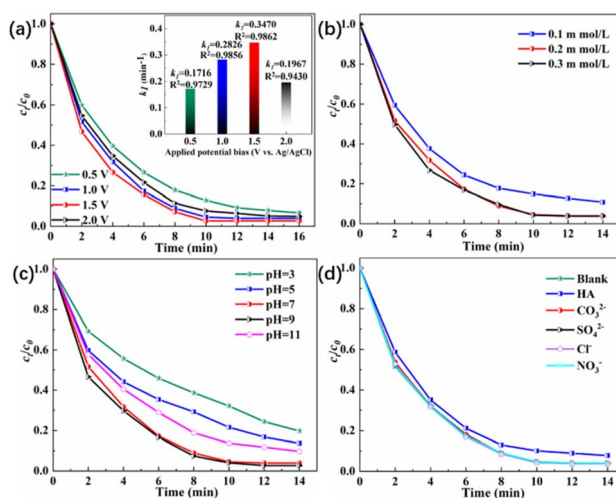 (a)
k1=0.3470
R²=0.9862
k1=0.2826
R²=0.9856
k1=0.1967
R²=0.9430
k1=0.1716
R²=0.9729
k1 (min⁻¹)
0.4
0.3
0.2
0.1
0.0
0.5 1.0 1.5 2.0
Applied potential bias (V vs. Ag/AgCl)
0.5 V
1.0 V
1.5 V
2.0 V
ct/c0
1.0
0.8
0.6
0.4
0.2
0.0
0 2 4 6 8 10 12 14 16
Time (min)
(b)
0.1 m mol/L
0.2 m mol/L
0.3 m mol/L
ct/c0
1.0
0.8
0.6
0.4
0.2
0.0
0 2 4 6 8 10 12 14
Time (min)
(c)
pH=3
pH=5
pH=7
pH=9
pH=11
ct/c0
1.0
0.8
0.6
0.4
0.2
0.0
0 2 4 6 8 10 12 14
Time (min)
(d)
Blank
HA
CO₃²⁻
SO₄²⁻
Cl⁻
NO₃⁻
ct/c0
1.0
0.8
0.6
0.4
0.2
0.0
0 2 4 6 8 10 12 14
Time (min)